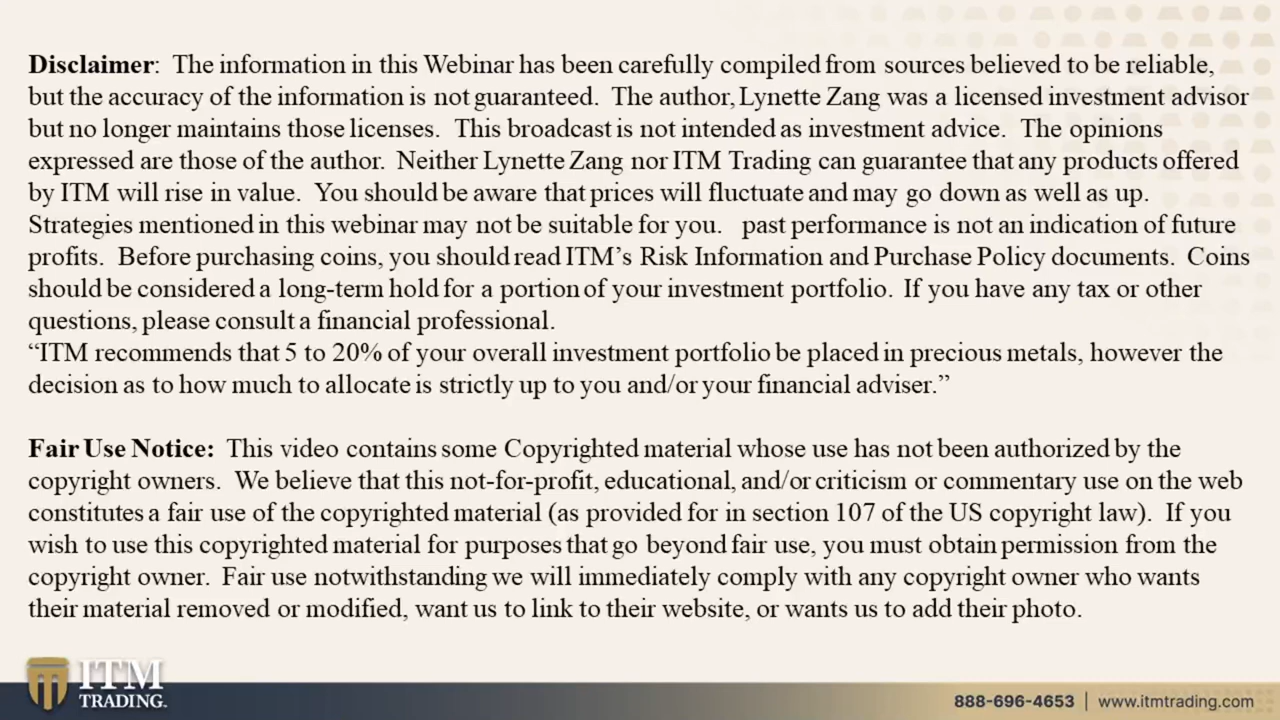 Disclaimer: The information in this Webinar has been carefully compiled from sources believed to be reliable,
but the accuracy of the information is not guaranteed. The author, Lynette Zang was a licensed investment advisor
but no longer maintains those licenses. This broadcast is not intended as investment advice. The opinions
expressed are those of the author. Neither Lynette Zang nor ITM Trading can guarantee that any products offered
by ITM will rise in value. You should be aware that prices will fluctuate and may go down as well as up.
Strategies mentioned in this webinar may not be suitable for you. past performance is not an indication of future
profits. Before purchasing coins, you should read ITM’s Risk Information and Purchase Policy documents. Coins
should be considered a long-term hold for a portion of your investment portfolio. If you have any tax or other
questions, please consult a financial professional.
“ITM recommends that 5 to 20% of your overall investment portfolio be placed in precious metals, however the
decision as to how much to allocate is strictly up to you and/or your financial adviser.”
Fair Use Notice: This video contains some Copyrighted material whose use has not been authorized by the
copyright owners. We believe that this not-for-profit, educational, and/or criticism or commentary use on the web
constitutes a fair use of the copyrighted material (as provided for in section 107 of the US copyright law). If you
wish to use this copyrighted material for purposes that go beyond fair use, you must obtain permission from the
copyright owner. Fair use notwithstanding we will immediately comply with any copyright owner who wants
their material removed or modified, want us to link to their website, or wants us to add their photo.
ITM
TRADING.
888-696-4653 | www.itmtrading.com